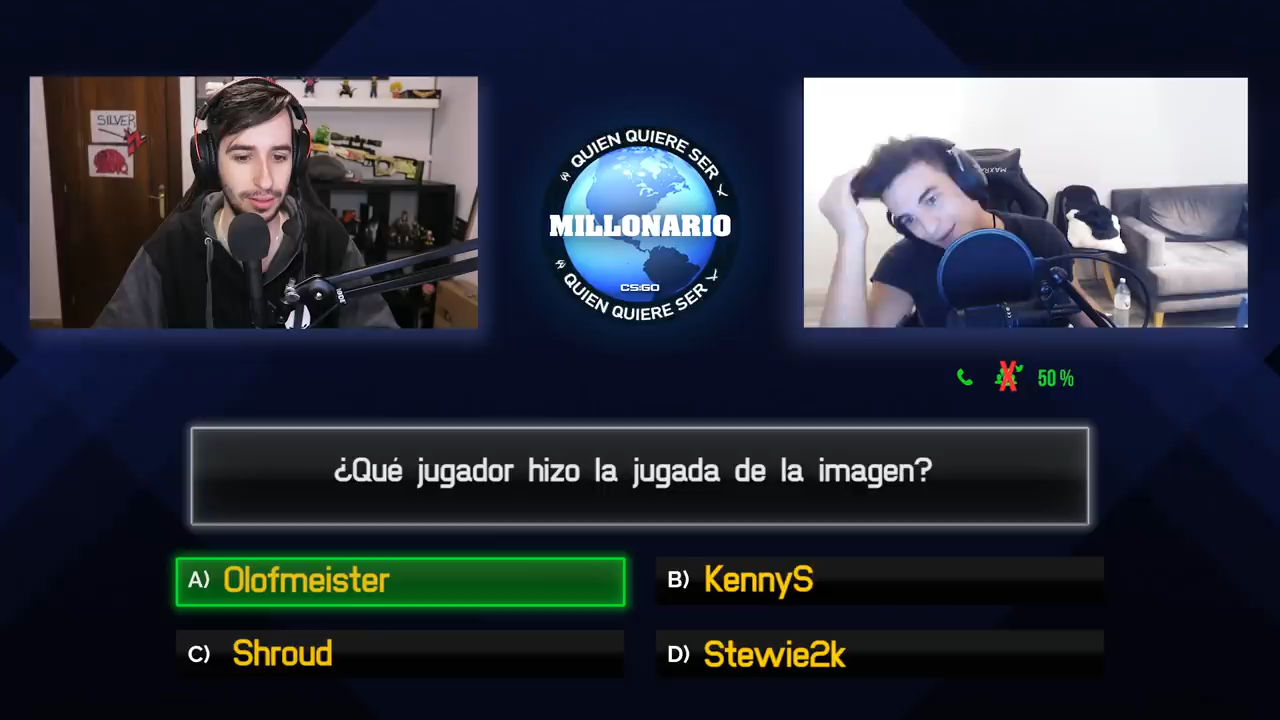 SILVER
QUIEN QUIERE SER
MILLONARIO
CS:GO
QUIEN QUIERE SER
MAXRA
50 %
¿Qué jugador hizo la jugada de la imagen?
A) Olofmeister
B) KennyS
C) Shroud
D) Stewie2k